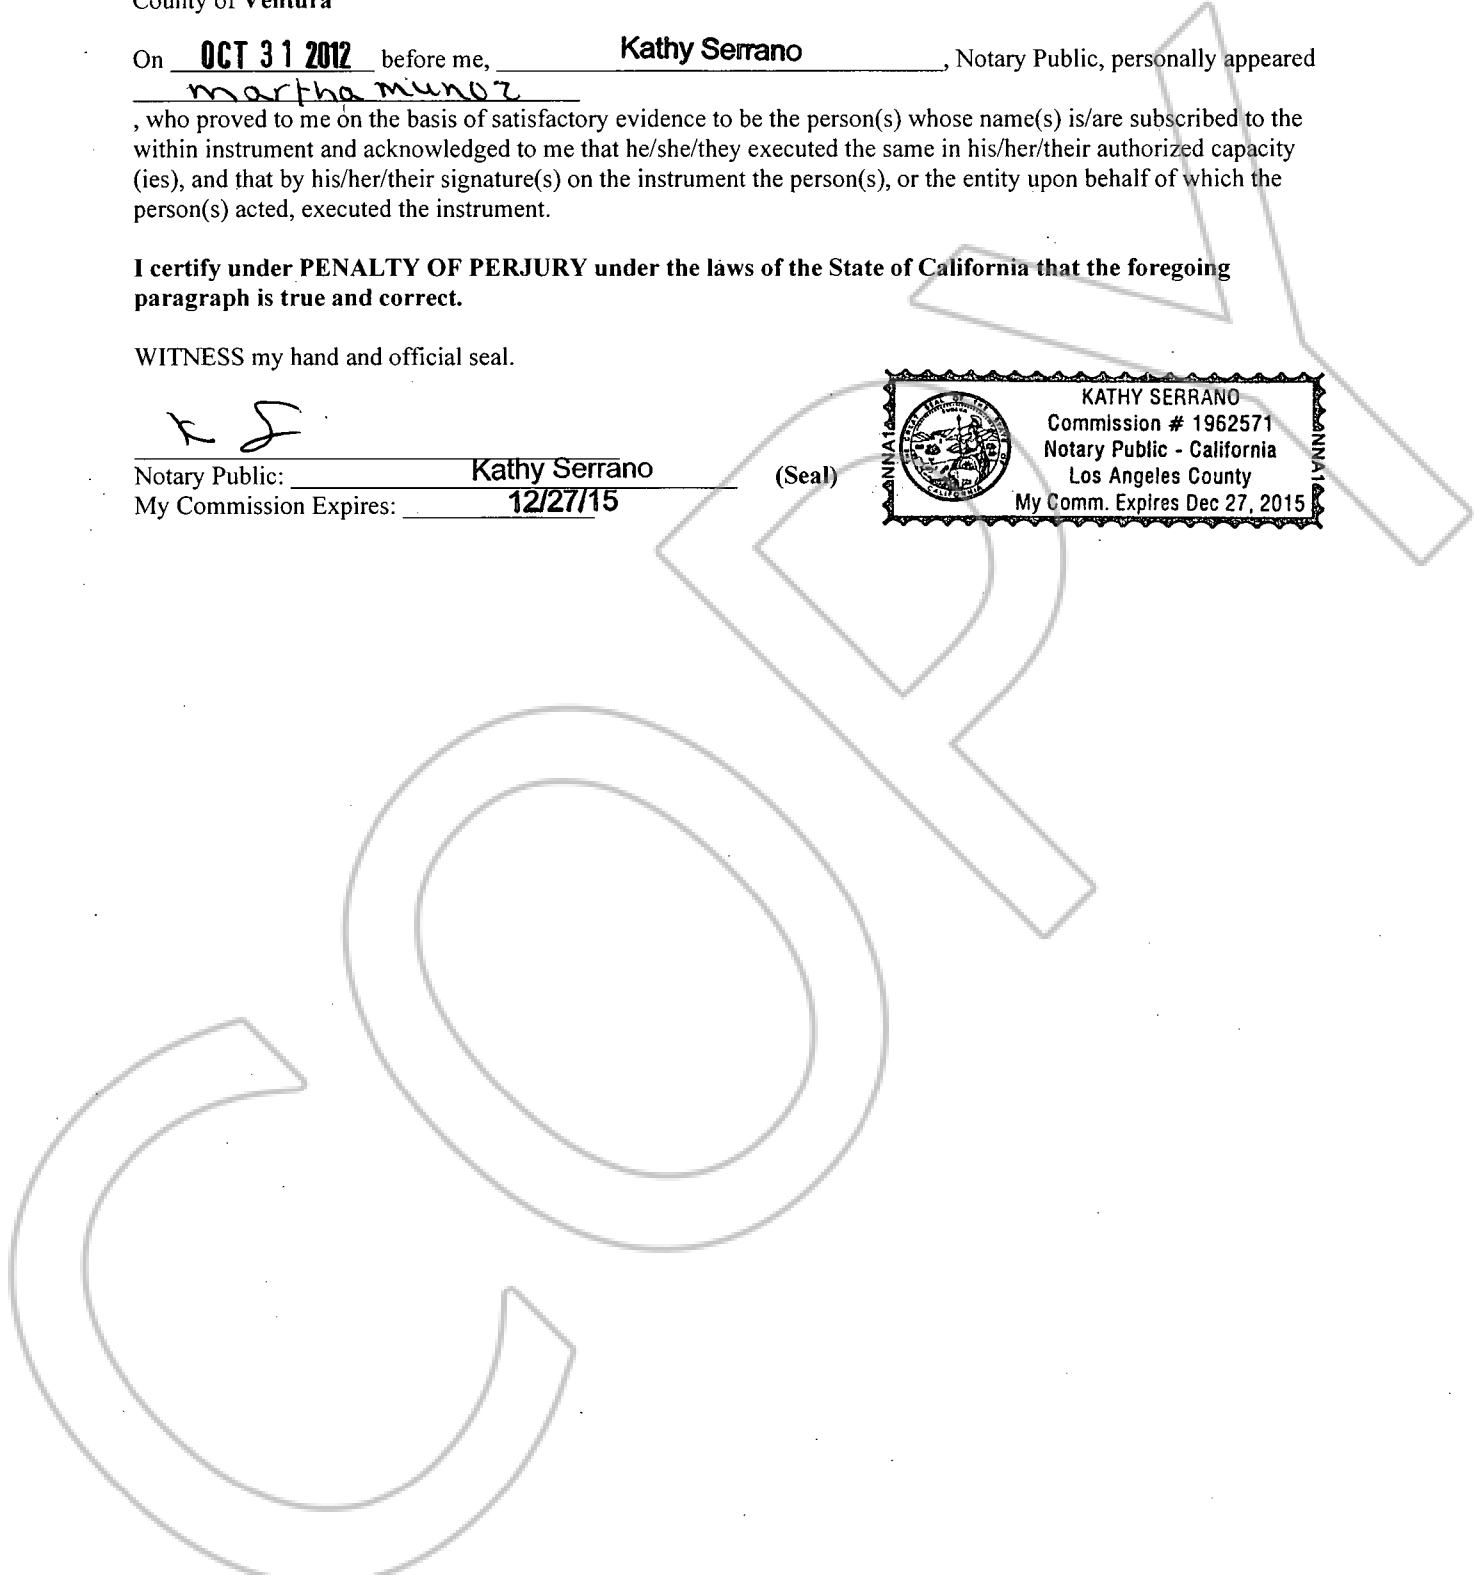 County of Ventura
On OCT 31 2012 before me, Kathy Serrano, Notary Public, personally appeared
martha munoz
, who proved to me on the basis of satisfactory evidence to be the person(s) whose name(s) is/are subscribed to the
within instrument and acknowledged to me that he/she/they executed the same in his/her/their authorized capacity
(ies), and that by his/her/their signature(s) on the instrument the person(s), or the entity upon behalf of which the
person(s) acted, executed the instrument.
I certify under PENALTY OF PERJURY under the laws of the State of California that the foregoing
paragraph is true and correct.
WITNESS my hand and official seal.
K S
Notary Public: Kathy Serrano (Seal)
My Commission Expires: 12/27/15
NNA1
KATHY SERRANO
Commission # 1962571
Notary Public - California
Los Angeles County
My Comm. Expires Dec 27, 2015
NNA1
COPY